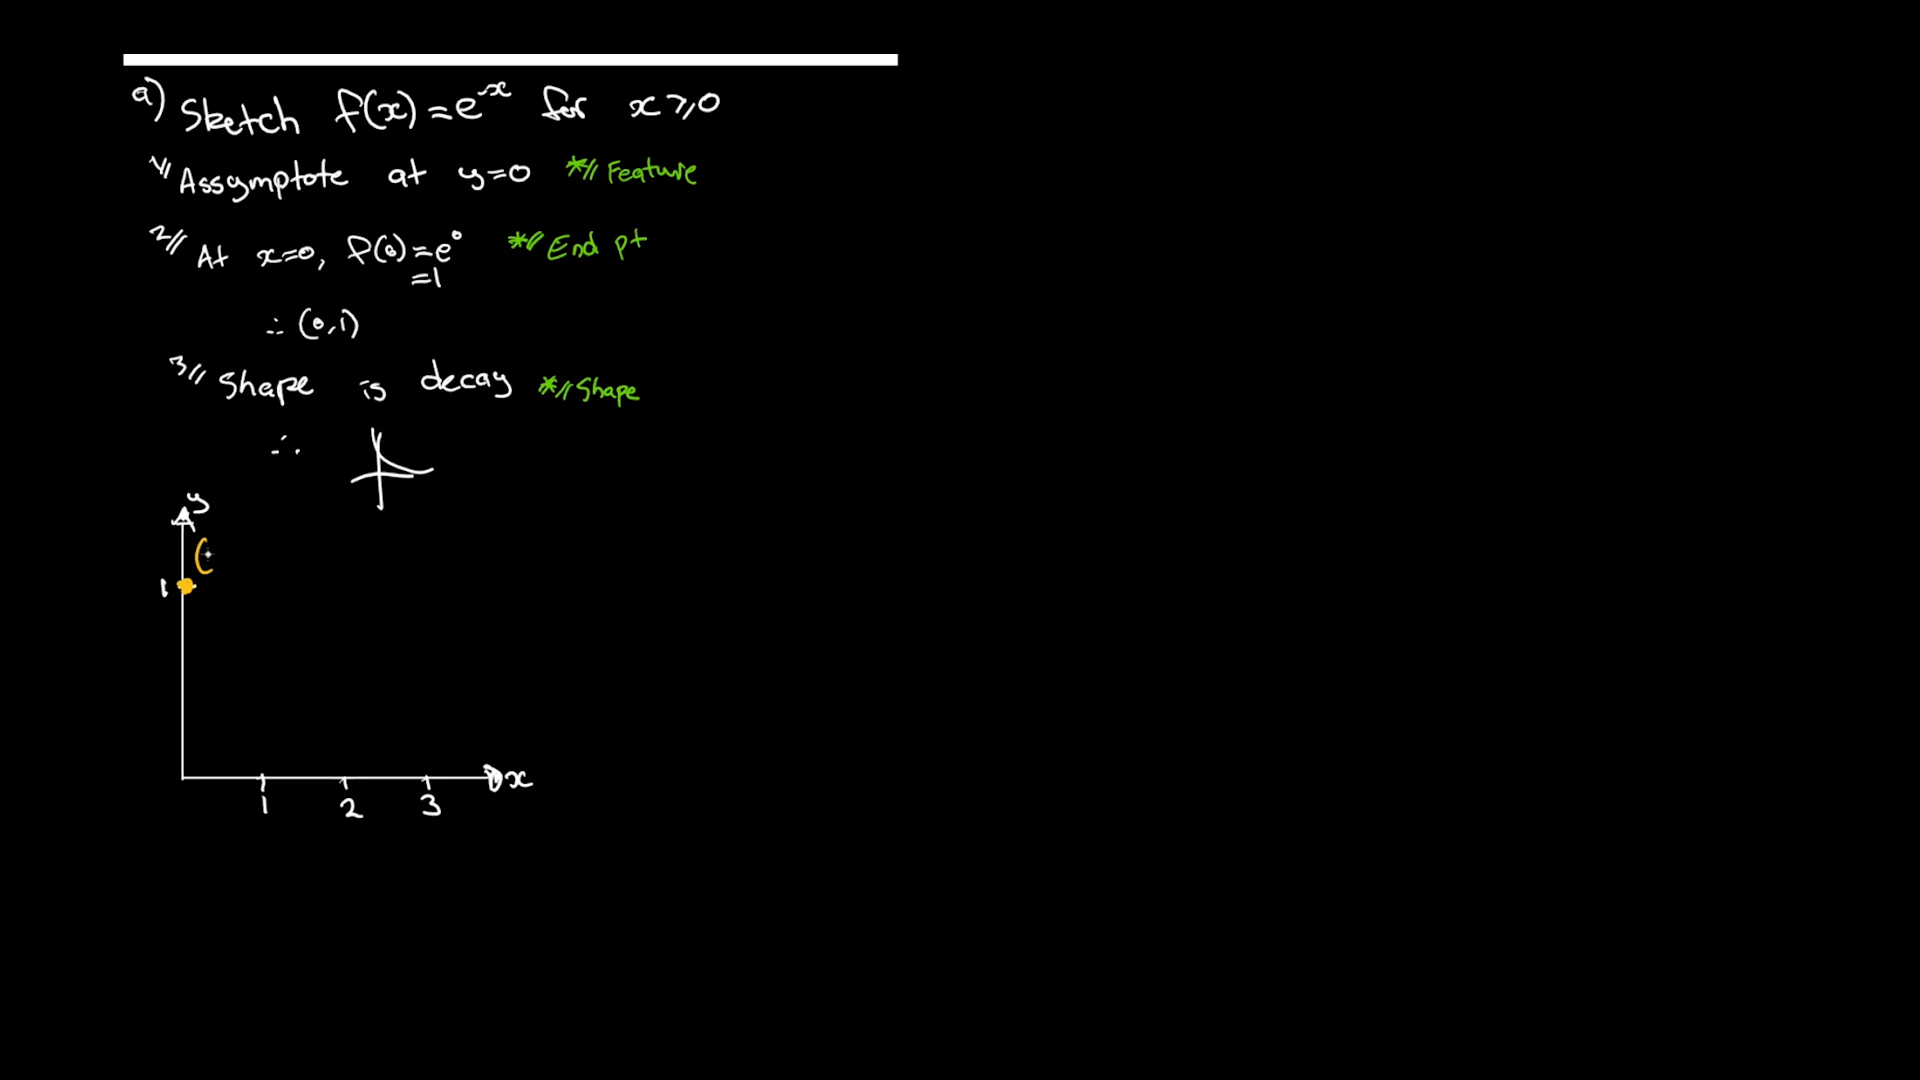 a) Sketch f(x)=e^-x for x≥0
1// Assymptote at y=0 *// Feature
2// At x=0, f(0)=e^0 *// End pt
=1
∴ (0,1)
3// Shape is decay *// Shape
∴
y
(
1
x
1 2 3